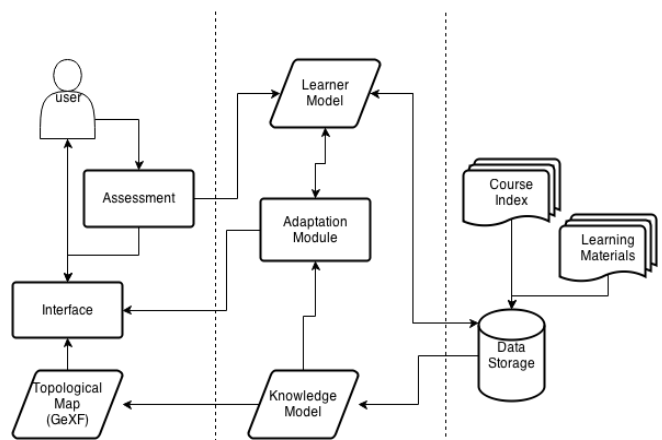 user
Assessment
Interface
Topological
Map
(GeXF)
Learner
Model
Adaptation
Module
Knowledge
Model
Course
Index
Learning
Materials
Data
Storage